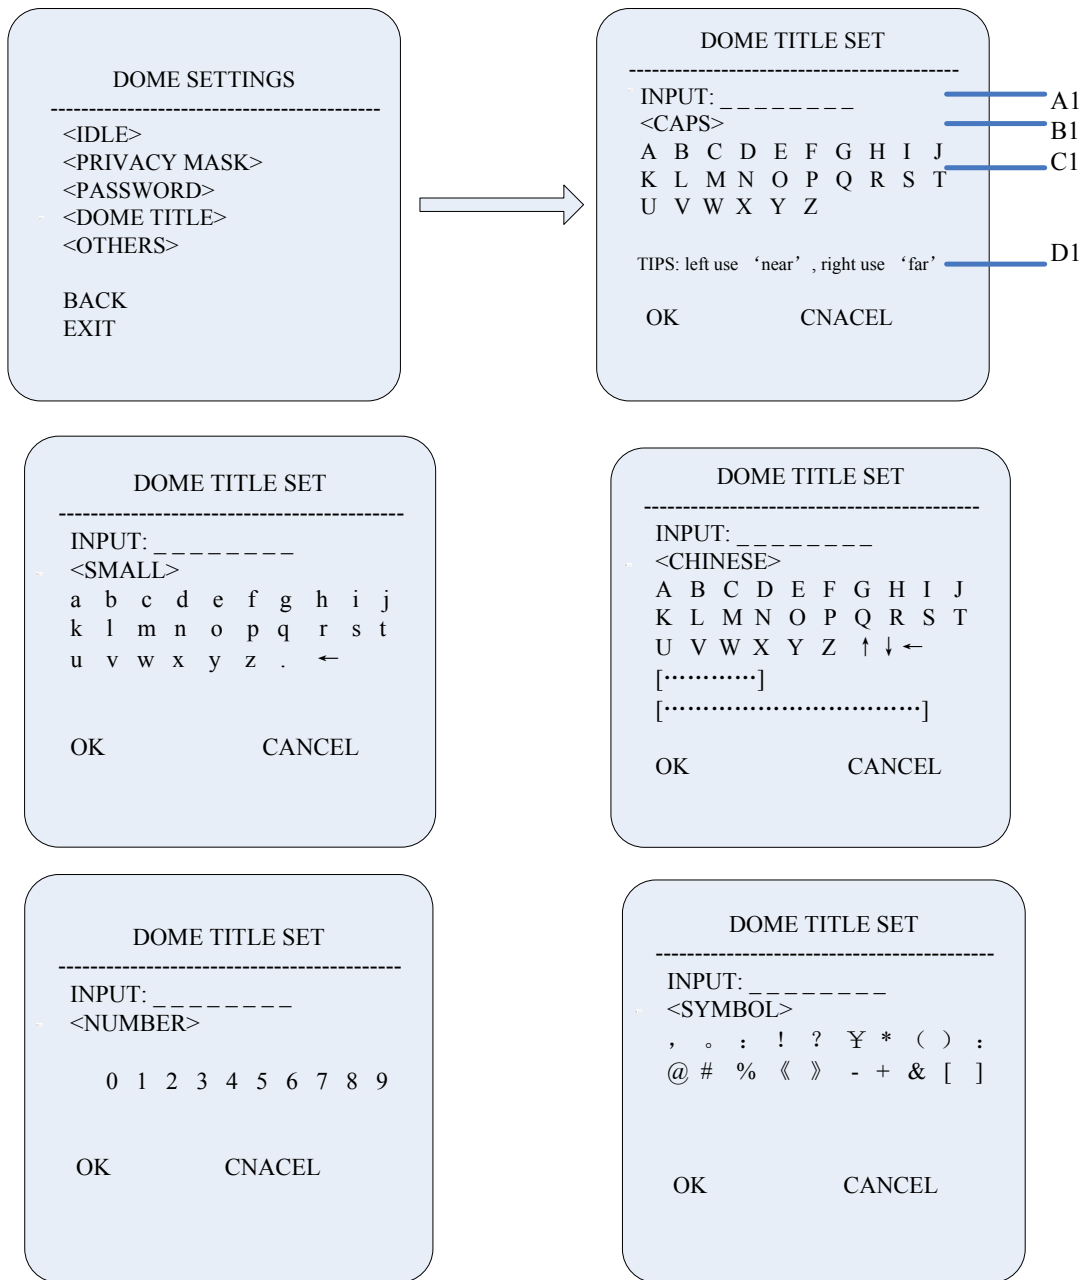 DOME SETTINGS
-------------------------------------------
<IDLE>
<PRIVACY MASK>
<PASSWORD>
<DOME TITLE>
<OTHERS>
BACK
EXIT
DOME TITLE SET
-------------------------------------------
INPUT: _ _ _ _ _ _ _ _
<CAPS>
A B C D E F G H I J
K L M N O P Q R S T
U V W X Y Z
TIPS: left use ‘near’, right use ‘far’
OK CNACEL
A1
B1
C1
D1
DOME TITLE SET
-------------------------------------------
INPUT: _ _ _ _ _ _ _ _
<SMALL>
a b c d e f g h i j
k l m n o p q r s t
u v w x y z . ←
OK CANCEL
DOME TITLE SET
-------------------------------------------
INPUT: _ _ _ _ _ _ _ _
<CHINESE>
A B C D E F G H I J
K L M N O P Q R S T
U V W X Y Z ↑ ↓ ←
[…………]
[……………………………]
OK CANCEL
DOME TITLE SET
-------------------------------------------
INPUT: _ _ _ _ _ _ _ _
<NUMBER>
0 1 2 3 4 5 6 7 8 9
OK CNACEL
DOME TITLE SET
-------------------------------------------
INPUT: _ _ _ _ _ _ _ _
<SYMBOL>
， 。 ： ! ? ￥ * （ ） ：
@ # % 《 》 - + & [ ]
OK CANCEL